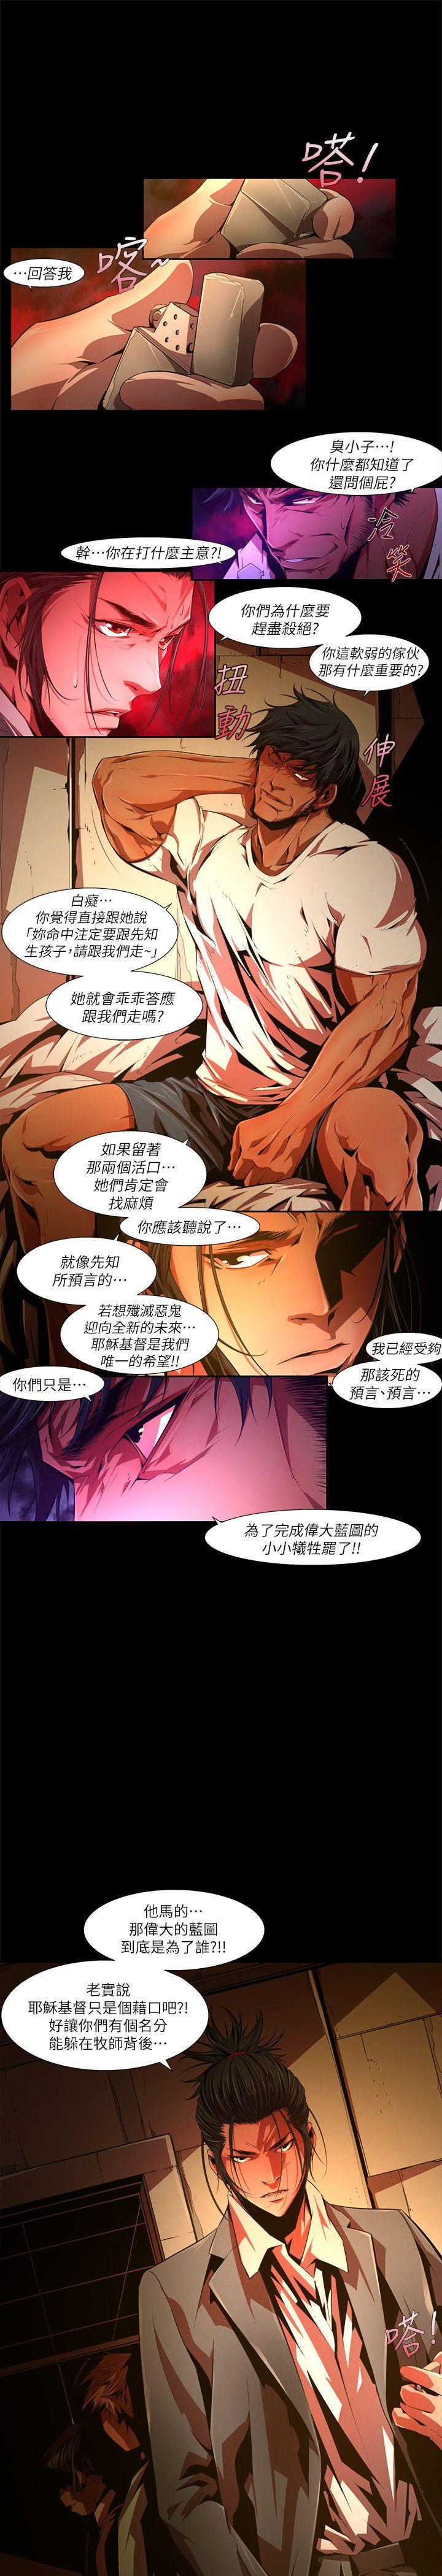 嗒!
喀~
…回答我
臭小子…!
你什麼都知道了
還問個屁?
冷笑
幹…你在打什麼主意?!
你們為什麼要
趕盡殺絕?
你這軟弱的傢伙
那有什麼重要的?
扭動
伸展
白癡…
你覺得直接跟她說
「妳命中注定要跟先知
生孩子，請跟我們走~」
她就會乖乖答應
跟我們走嗎?
如果留著
那兩個活口…
她們肯定會
找麻煩
你應該聽說了…
就像先知
所預言的…
若想殲滅惡鬼
迎向全新的未來…
耶穌基督是我們
唯一的希望!!
我已經受夠
那該死的
預言、預言…
你們只是…
為了完成偉大藍圖的
小小犧牲罷了!!
他馬的…
那偉大的藍圖
到底是為了誰?!!
老實說
耶穌基督只是個藉口吧?!
好讓你們有個名分
能躲在牧師背後…
嗒!